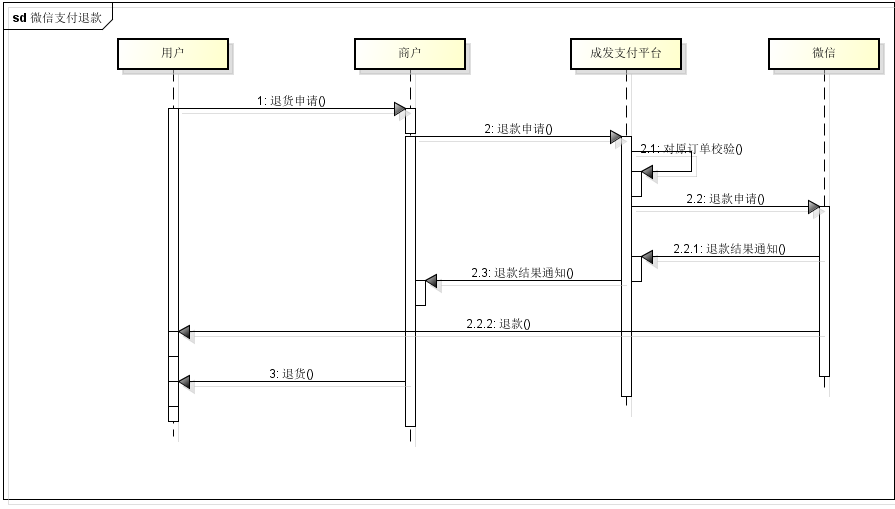 sd 微信支付退款
用户
商户
成发支付平台
微信
1: 退货申请()
2: 退款申请()
2.1: 对原订单校验()
2.2: 退款申请()
2.2.1: 退款结果通知()
2.3: 退款结果通知()
2.2.2: 退款()
3: 退货()